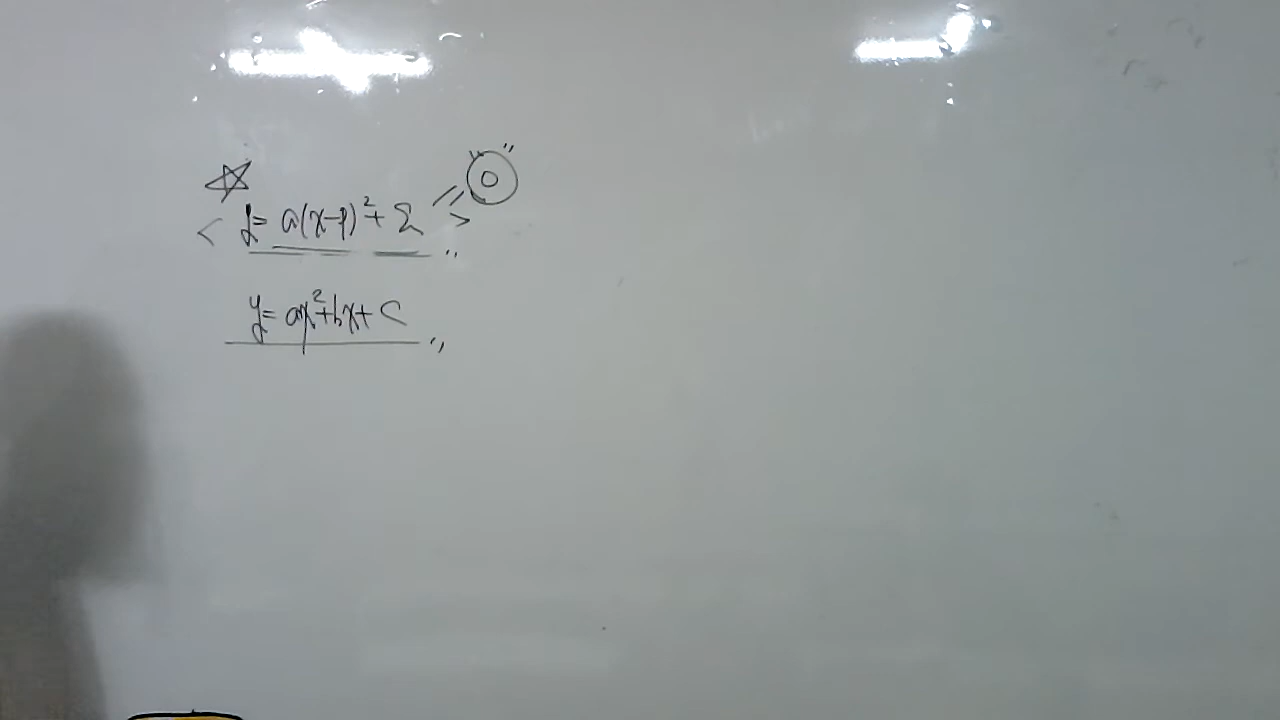 ☆
< y = a(x-p)² + q >
y = ax² + bx + c